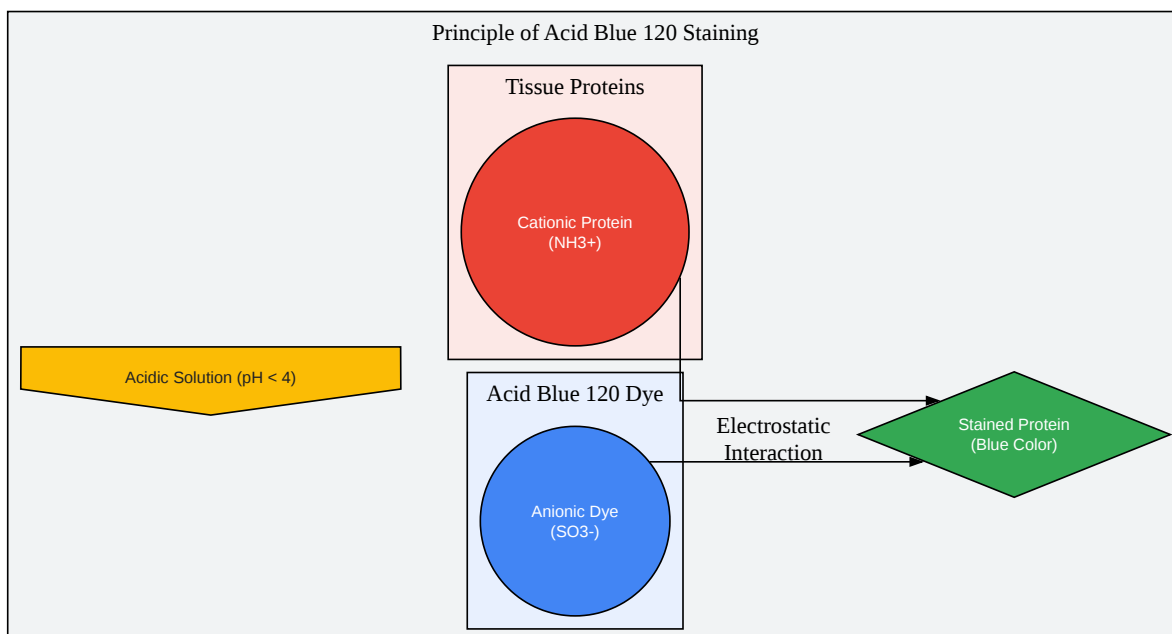 Principle of Acid Blue 120 Staining
Tissue Proteins
Cationic Protein
(NH3+)
Acidic Solution (pH < 4)
Acid Blue 120 Dye
Anionic Dye
(SO3-)
Electrostatic
Interaction
Stained Protein
(Blue Color)